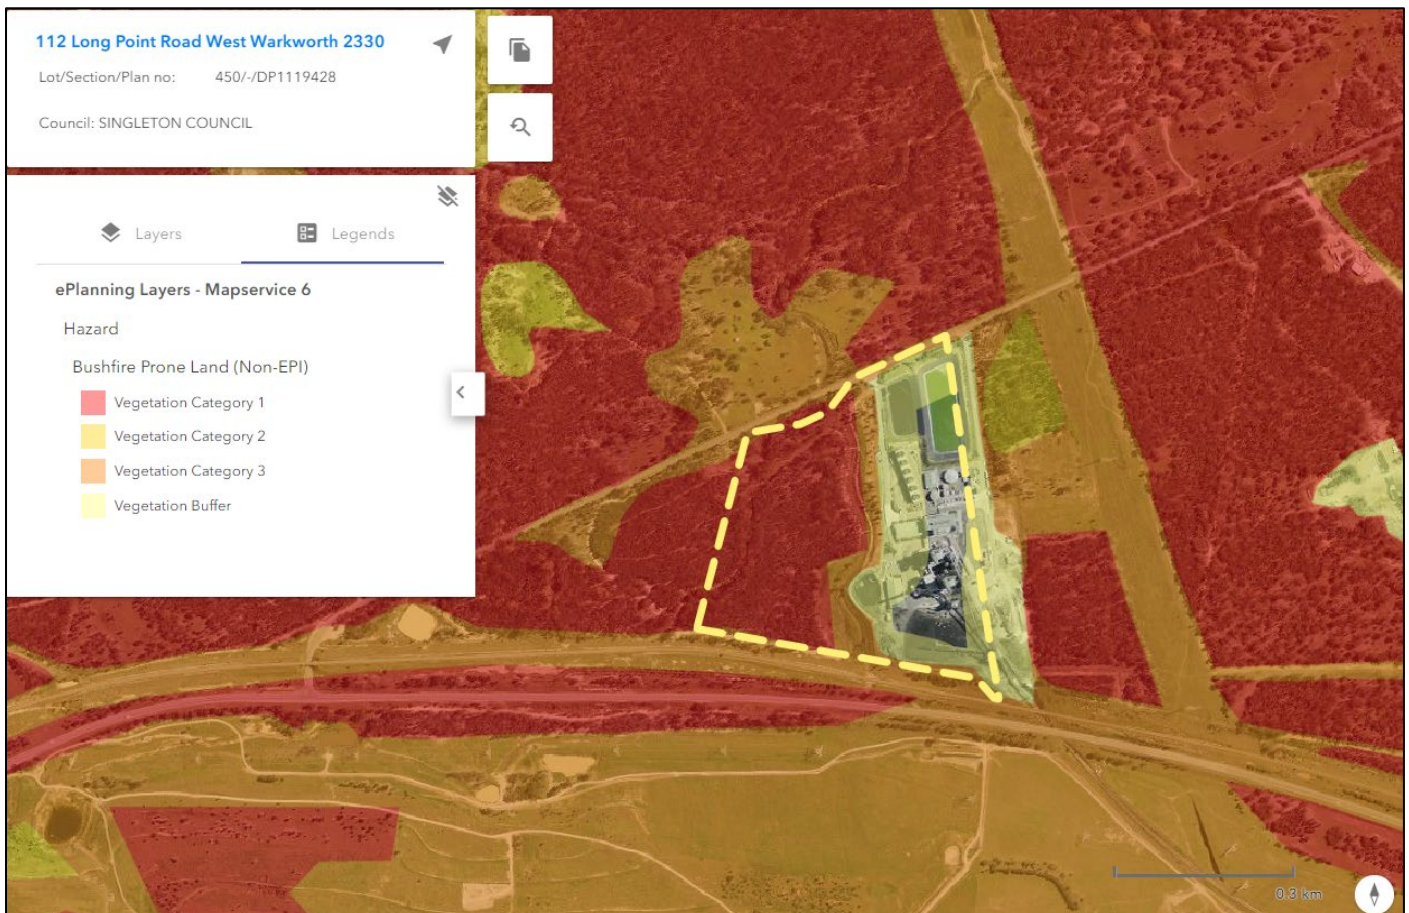 112 Long Point Road West Warkworth 2330
Lot/Section/Plan no: 450/-/DP1119428
Council: SINGLETON COUNCIL
Layers Legends
ePlanning Layers - Mapservice 6
Hazard
Bushfire Prone Land (Non-EPI)
Vegetation Category 1
Vegetation Category 2
Vegetation Category 3
Vegetation Buffer
0.3 km